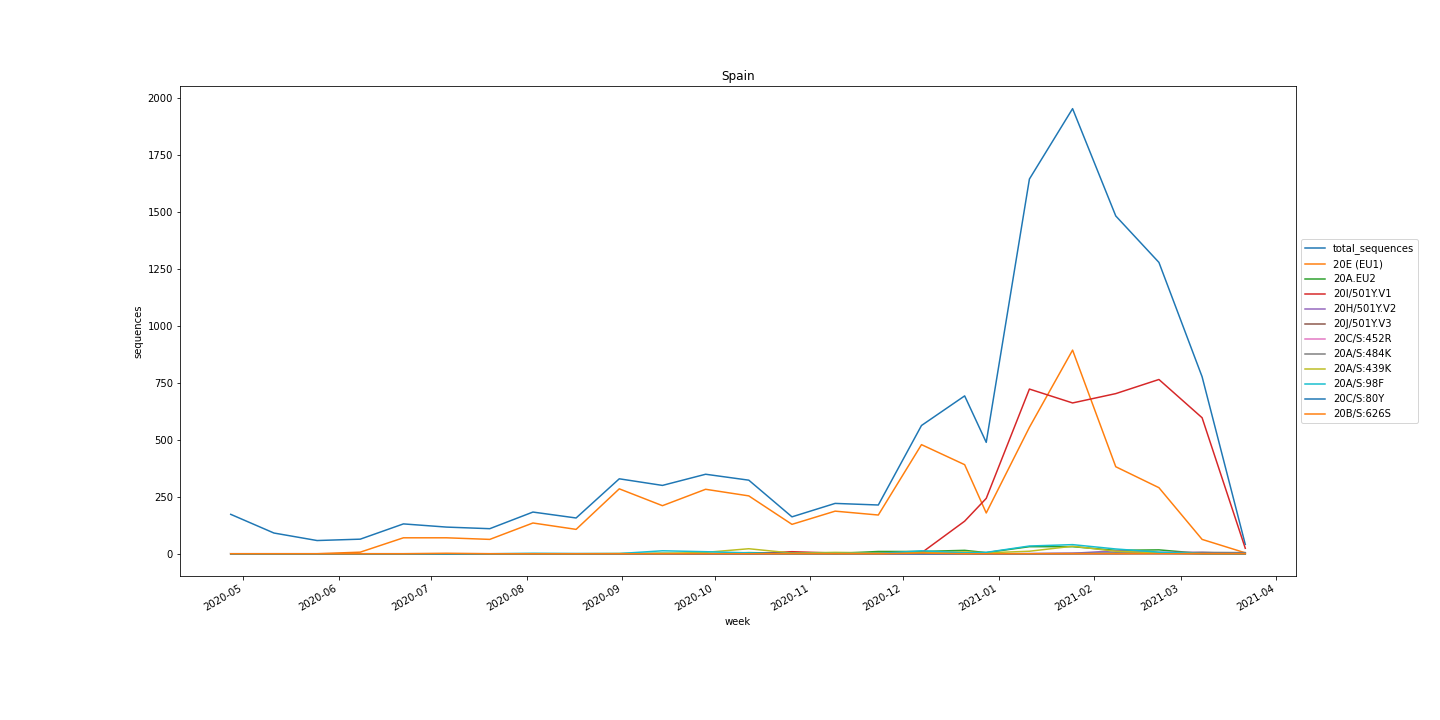 Spain
2000
1750
1500
1250
1000
750
500
250
0
sequences
2020-05
2020-06
2020-07
2020-08
2020-09
2020-10
2020-11
2020-12
2021-01
2021-02
2021-03
2021-04
week
total_sequences
20E (EU1)
20A.EU2
20I/501Y.V1
20H/501Y.V2
20J/501Y.V3
20C/S:452R
20A/S:484K
20A/S:439K
20A/S:98F
20C/S:80Y
20B/S:626S